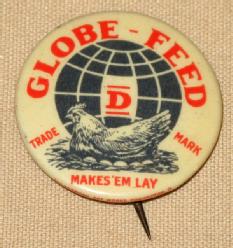 GLOBE - FEED
D
TRADE MARK
MAKES 'EM LAY